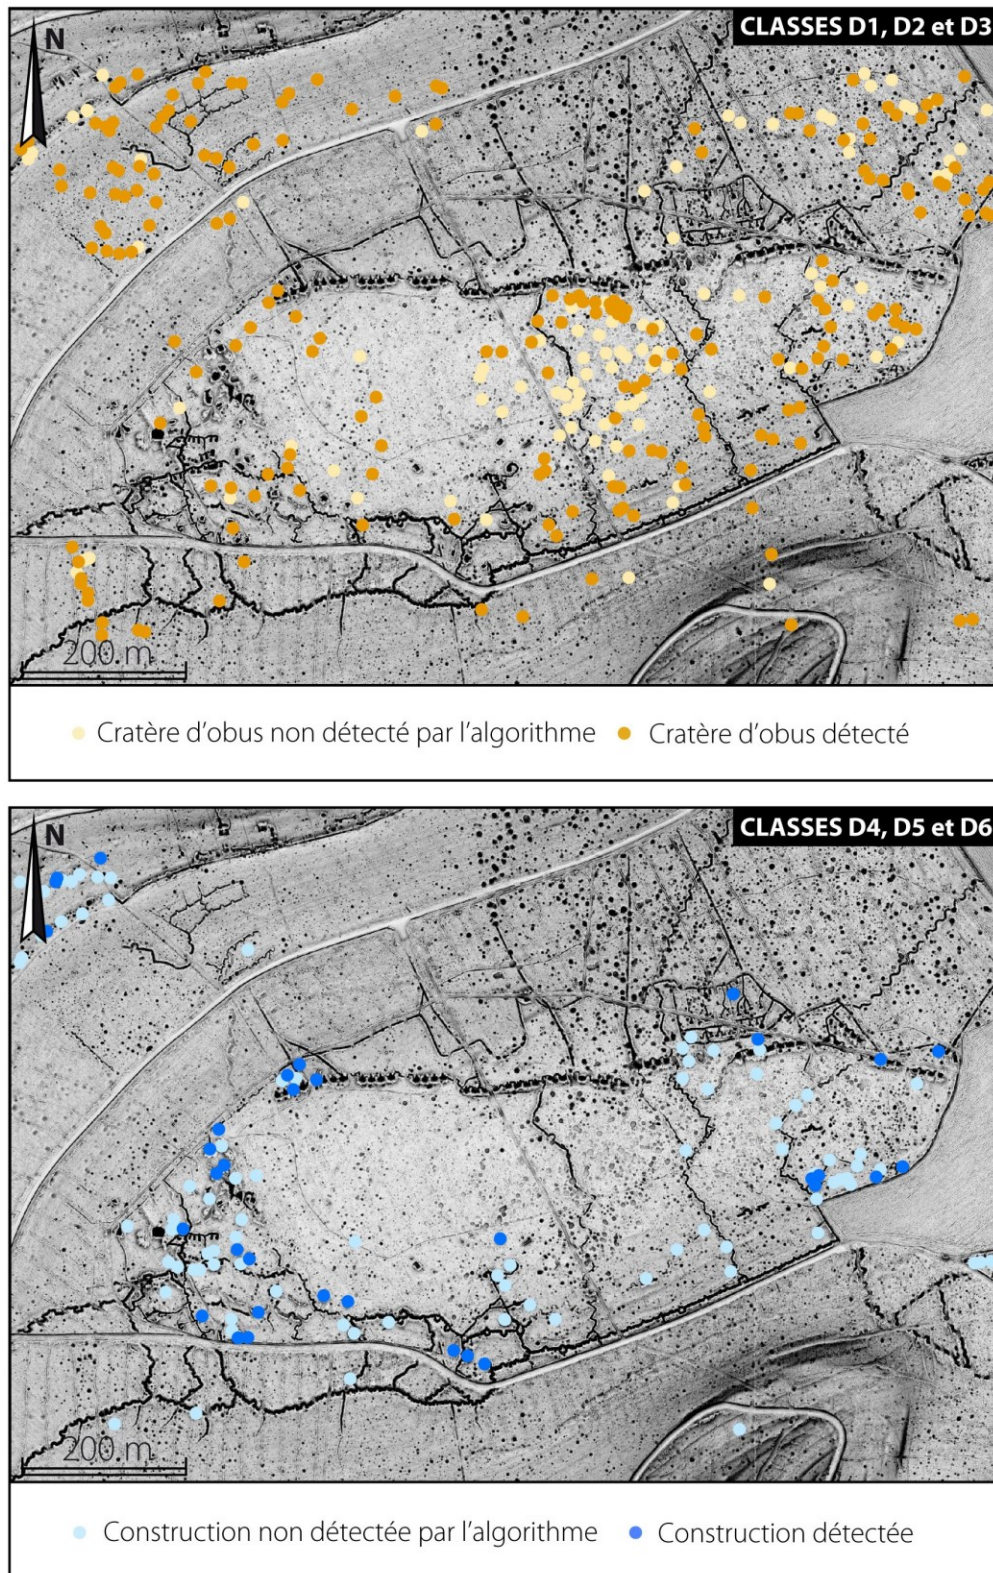 CLASSES D1, D2 et D3
N
200 m
Cratère d'obus non détecté par l'algorithme
Cratère d'obus détecté
CLASSES D4, D5 et D6
N
200 m
Construction non détectée par l'algorithme
Construction détectée